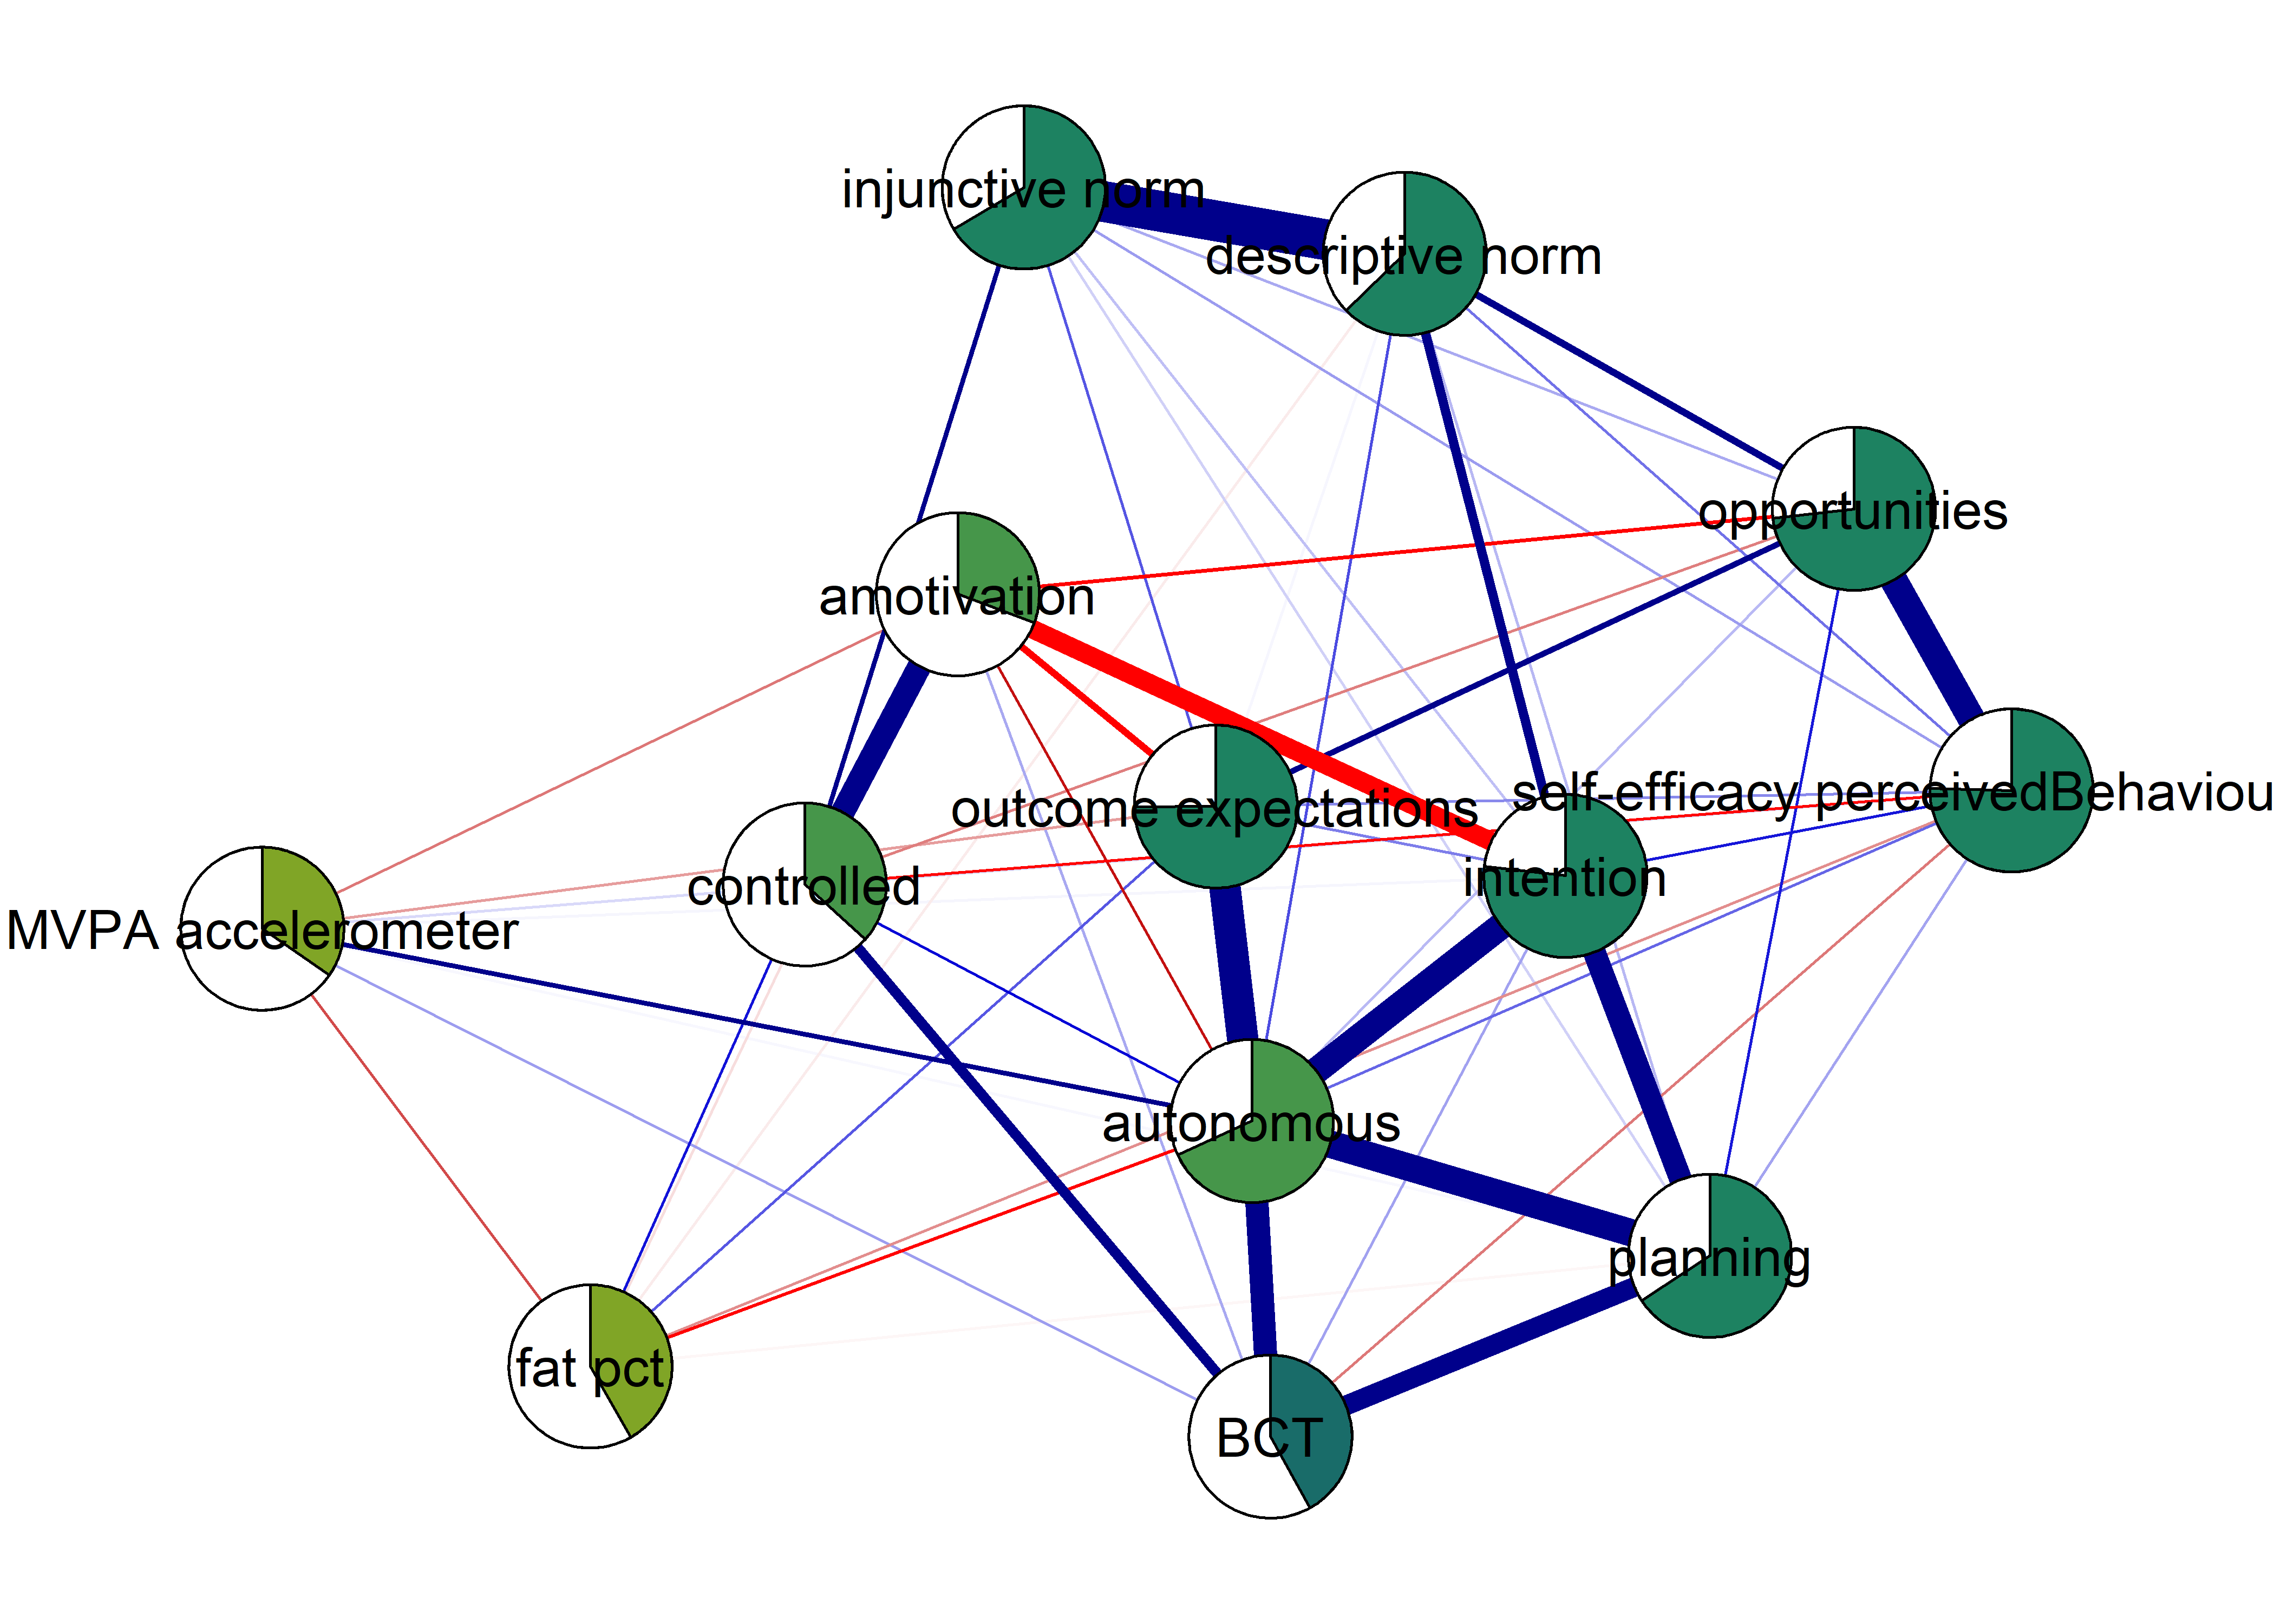 injunctive norm
descriptive norm
opportunities
amotivation
self-efficacy perceivedBehaviou
outcome expectations
intention
controlled
MVPA accelerometer
autonomous
planning
fat pct
BCT